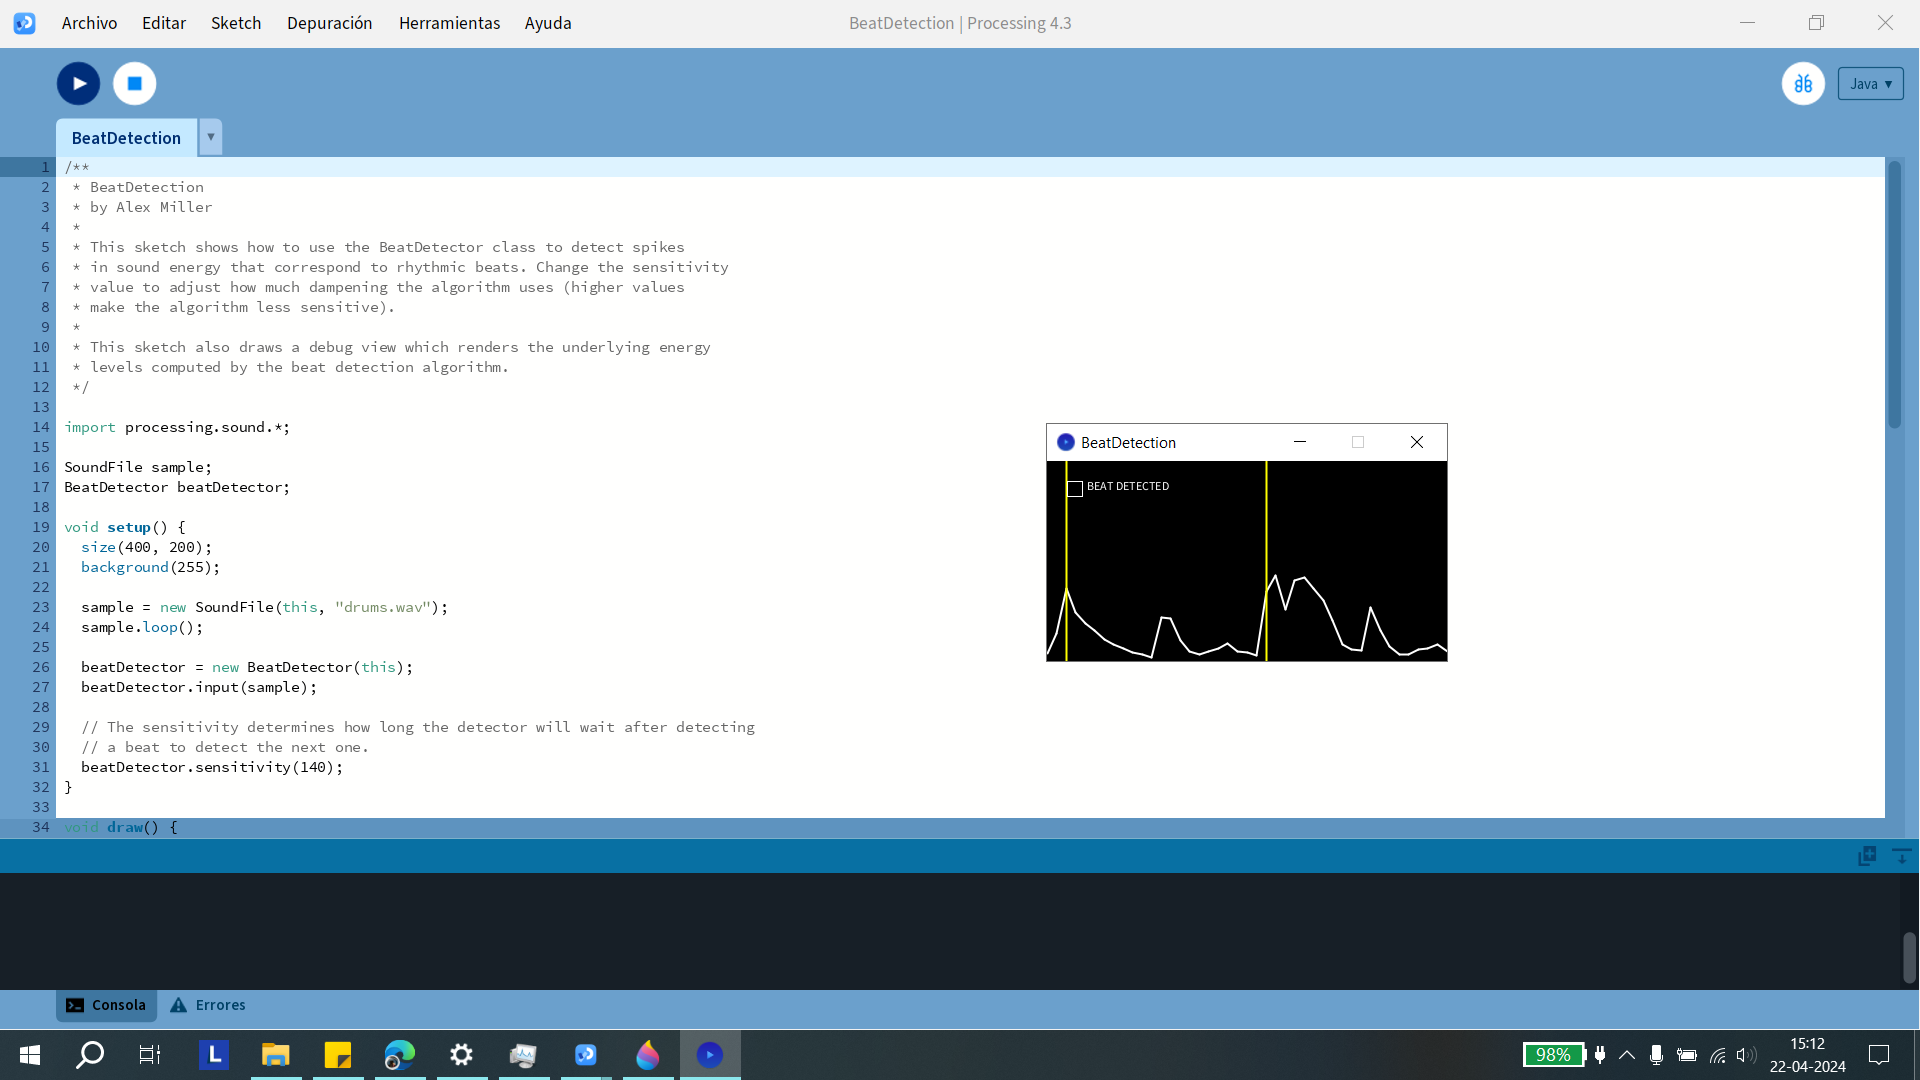 Archivo Editar Sketch Depuración Herramientas Ayuda BeatDetection | Processing 4.3
Java ▾
BeatDetection ▾
1 /**
2  * BeatDetection
3  * by Alex Miller
4  *
5  * This sketch shows how to use the BeatDetector class to detect spikes
6  * in sound energy that correspond to rhythmic beats. Change the sensitivity
7  * value to adjust how much dampening the algorithm uses (higher values
8  * make the algorithm less sensitive).
9  *
10  * This sketch also draws a debug view which renders the underlying energy
11  * levels computed by the beat detection algorithm.
12  */
13
14 import processing.sound.*;
15
16 SoundFile sample;
17 BeatDetector beatDetector;
18
19 void setup() {
20   size(400, 200);
21   background(255);
22
23   sample = new SoundFile(this, "drums.wav");
24   sample.loop();
25
26   beatDetector = new BeatDetector(this);
27   beatDetector.input(sample);
28
29   // The sensitivity determines how long the detector will wait after detecting
30   // a beat to detect the next one.
31   beatDetector.sensitivity(140);
32 }
33
34 void draw() {
BeatDetection
BEAT DETECTED
Consola Errores
L
98%
15:12
22-04-2024